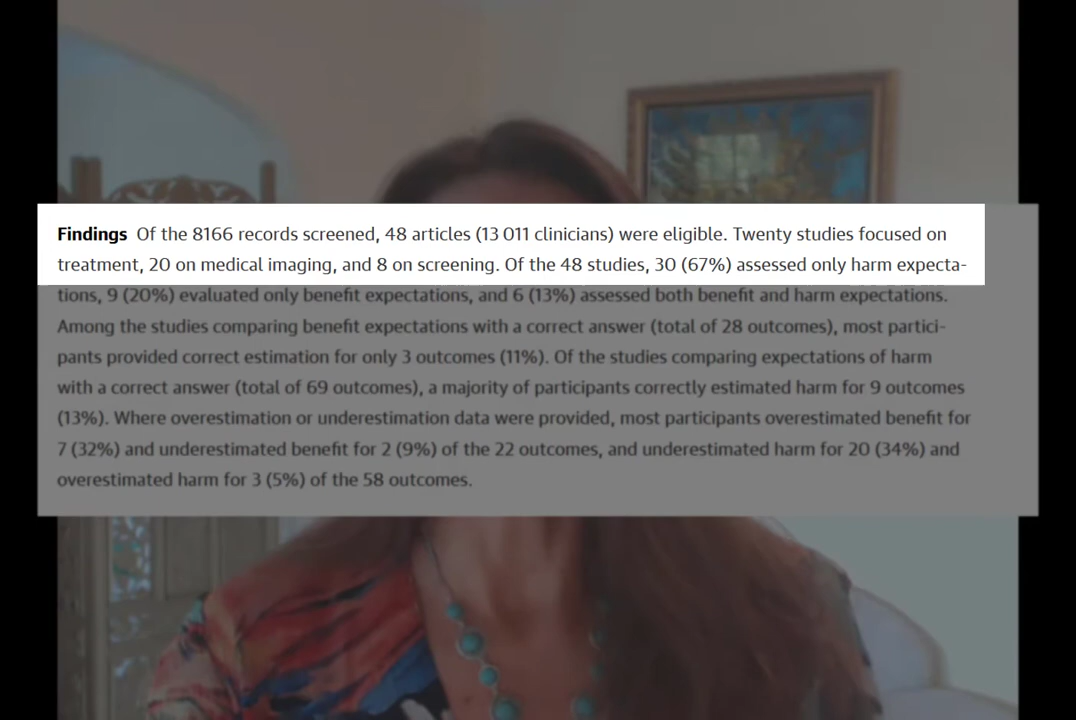 Findings Of the 8166 records screened, 48 articles (13 011 clinicians) were eligible. Twenty studies focused on
treatment, 20 on medical imaging, and 8 on screening. Of the 48 studies, 30 (67%) assessed only harm expecta-
tions, 9 (20%) evaluated only benefit expectations, and 6 (13%) assessed both benefit and harm expectations.
Among the studies comparing benefit expectations with a correct answer (total of 28 outcomes), most partici-
pants provided correct estimation for only 3 outcomes (11%). Of the studies comparing expectations of harm
with a correct answer (total of 69 outcomes), a majority of participants correctly estimated harm for 9 outcomes
(13%). Where overestimation or underestimation data were provided, most participants overestimated benefit for
7 (32%) and underestimated benefit for 2 (9%) of the 22 outcomes, and underestimated harm for 20 (34%) and
overestimated harm for 3 (5%) of the 58 outcomes.